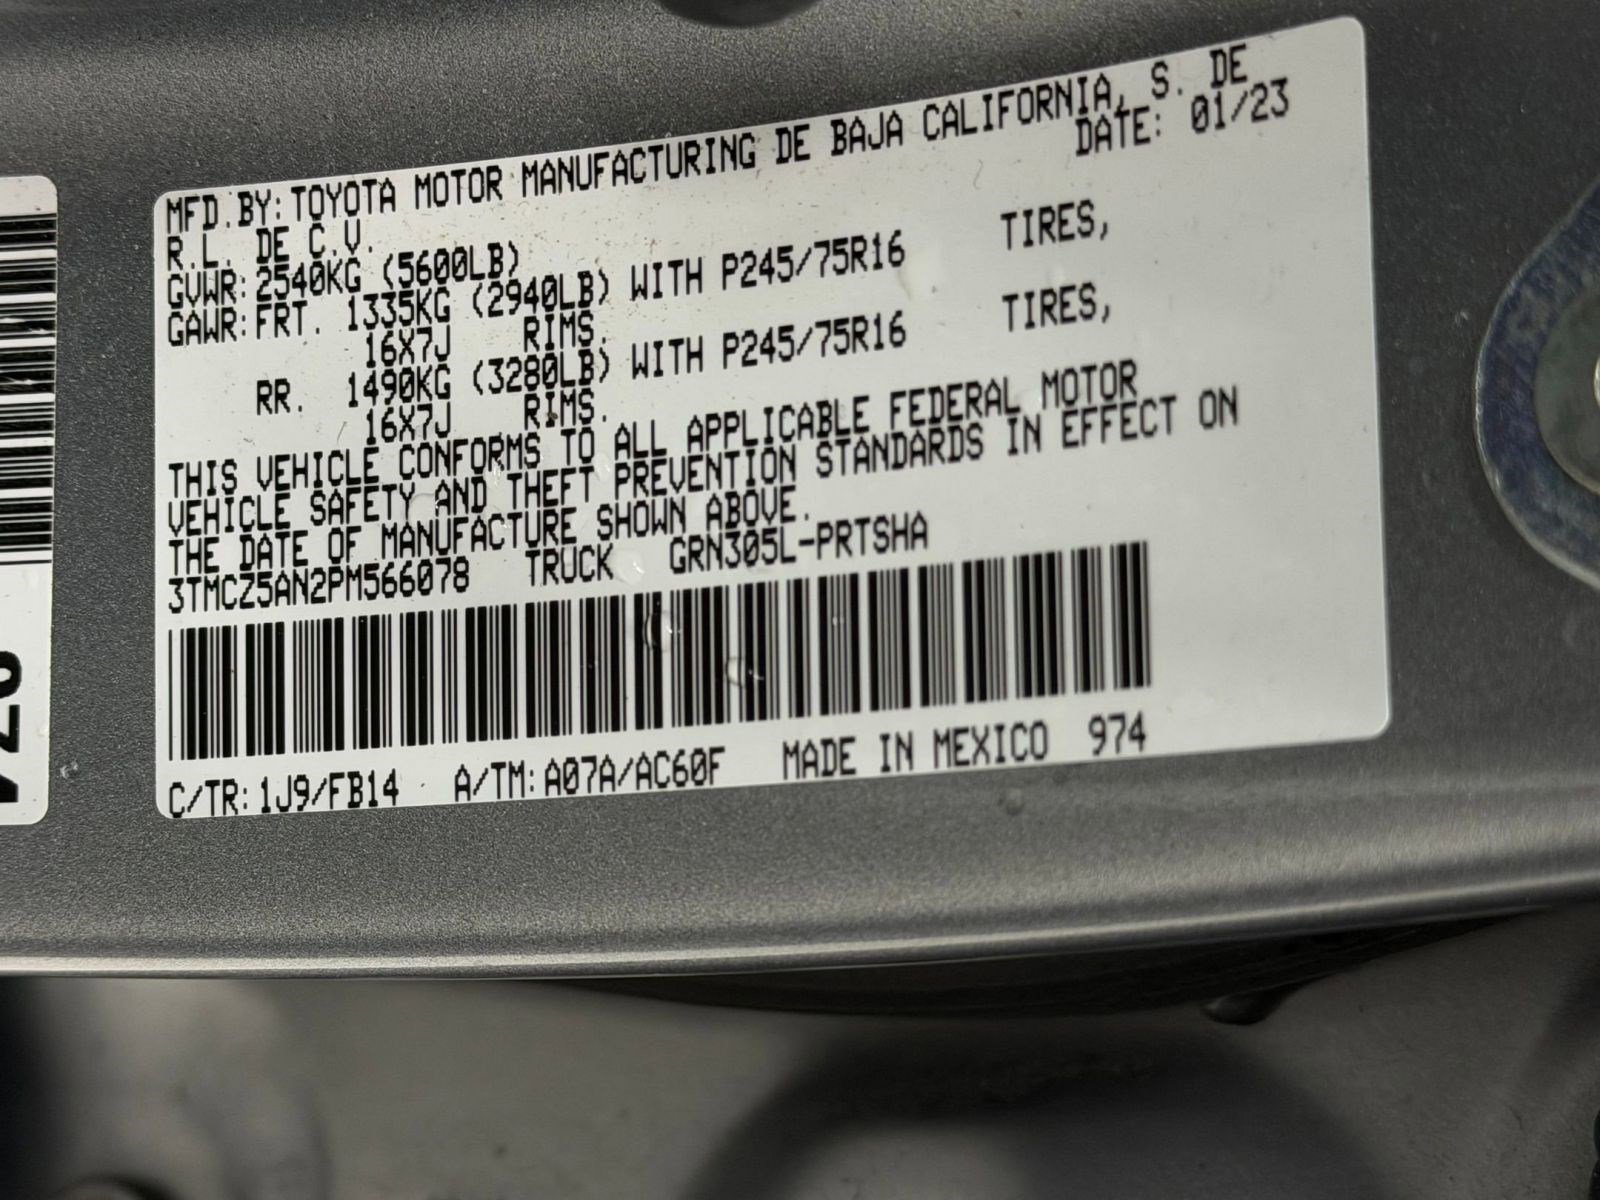 MFD.BY:TOYOTA MOTOR MANUFACTURING DE BAJA CALIFORNIA, S. DE
R.L. DE C.V. DATE: 01/23
GVWR:2540KG (5600LB)
GAWR:FRT. 1335KG (2940LB) WITH P245/75R16 TIRES,
16X7J RIMS.
RR. 1490KG (3280LB) WITH P245/75R16 TIRES,
16X7J RIMS.
THIS VEHICLE CONFORMS TO ALL APPLICABLE FEDERAL MOTOR
VEHICLE SAFETY AND THEFT PREVENTION STANDARDS IN EFFECT ON
THE DATE OF MANUFACTURE SHOWN ABOVE.
3TMCZ5AN2PM566078 TRUCK GRN305L-PRTSHA
C/TR:1J9/FB14 A/TM:A07A/AC60F MADE IN MEXICO 974